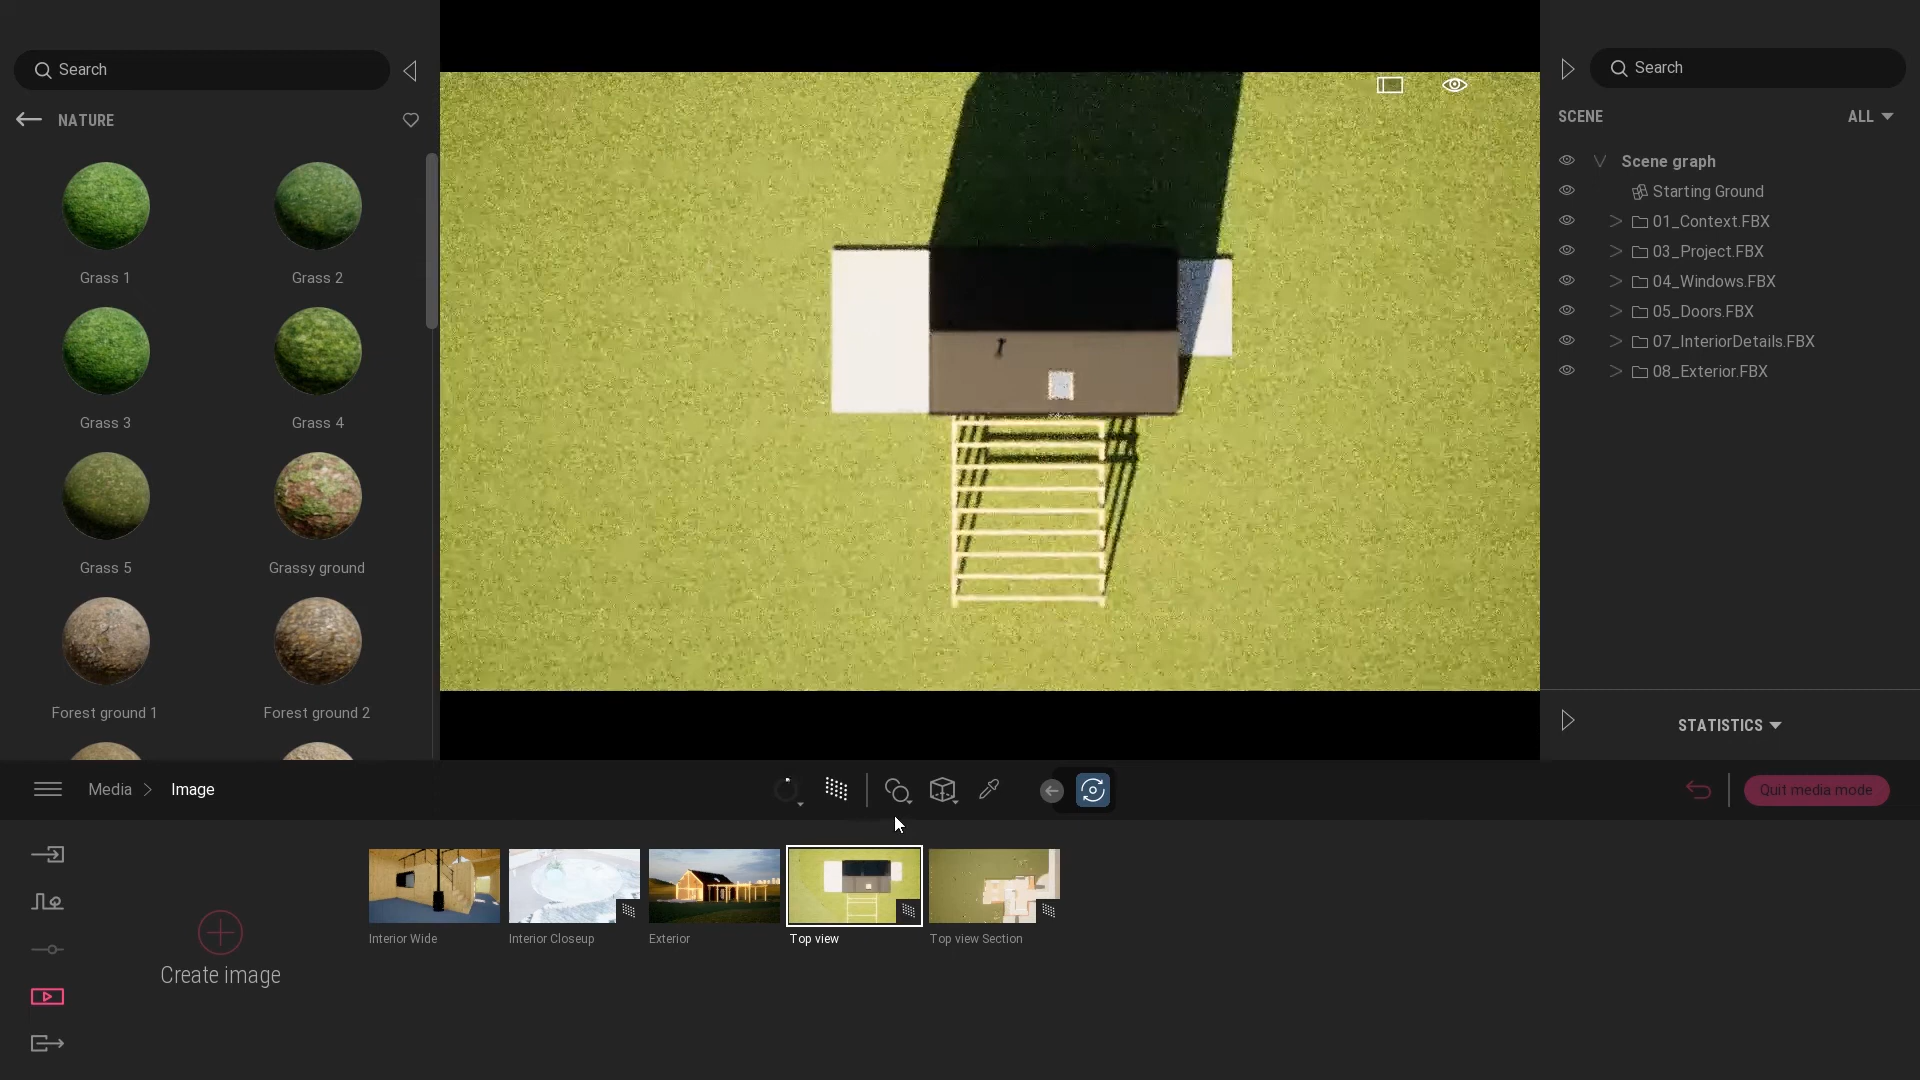 Search
NATURE
Grass 1
Grass 2
Grass 3
Grass 4
Grass 5
Grassy ground
Forest ground 1
Forest ground 2
Search
SCENE
ALL
Scene graph
Starting Ground
01_Context.FBX
03_Project.FBX
04_Windows.FBX
05_Doors.FBX
07_InteriorDetails.FBX
08_Exterior.FBX
STATISTICS
Media
Image
Quit media mode
Create image
Interior Wide
Interior Closeup
Exterior
Top view
Top view Section